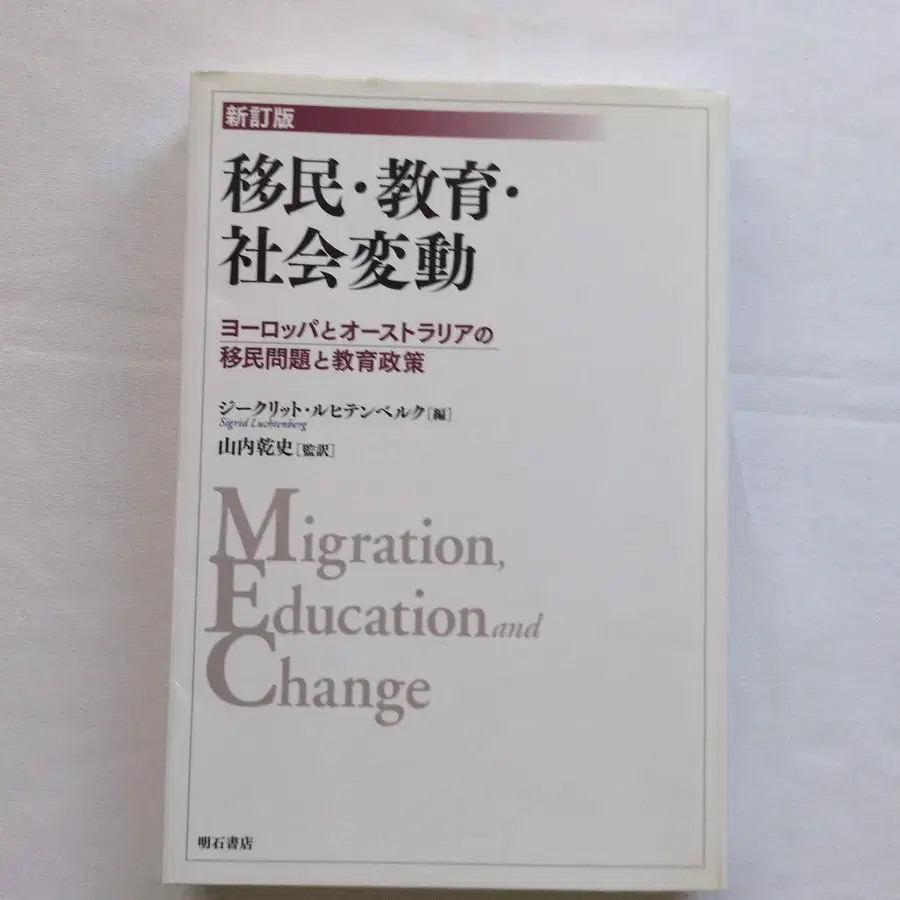 新訂版
移民・教育・
社会変動
ヨーロッパとオーストラリアの
移民問題と教育政策
ジークリット・ルヒテンベルク[編]
Sigrid Luchtenberg
山内乾史[監訳]
Migration,
Education and
Change
明石書店